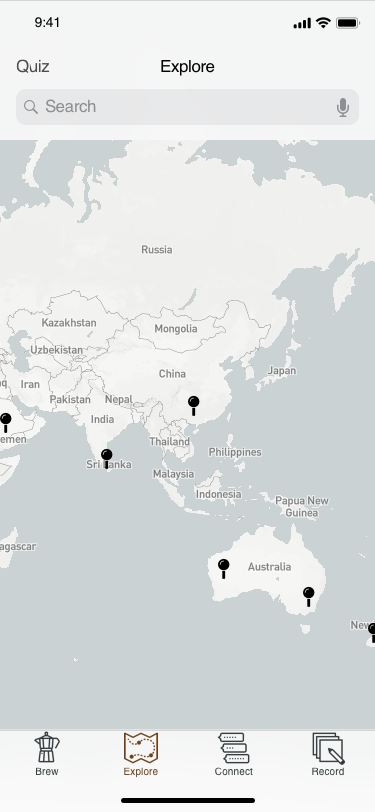 9:41
Quiz
Explore
Search
Russia
Kazakhstan
Mongolia
Uzbekistan
China
Japan
aq
Iran
Pakistan
Nepal
India
emen
Thailand
Philippines
Sri Lanka
Malaysia
Indonesia
Papua New
Guinea
agascar
Australia
New
Brew
Explore
Connect
Record